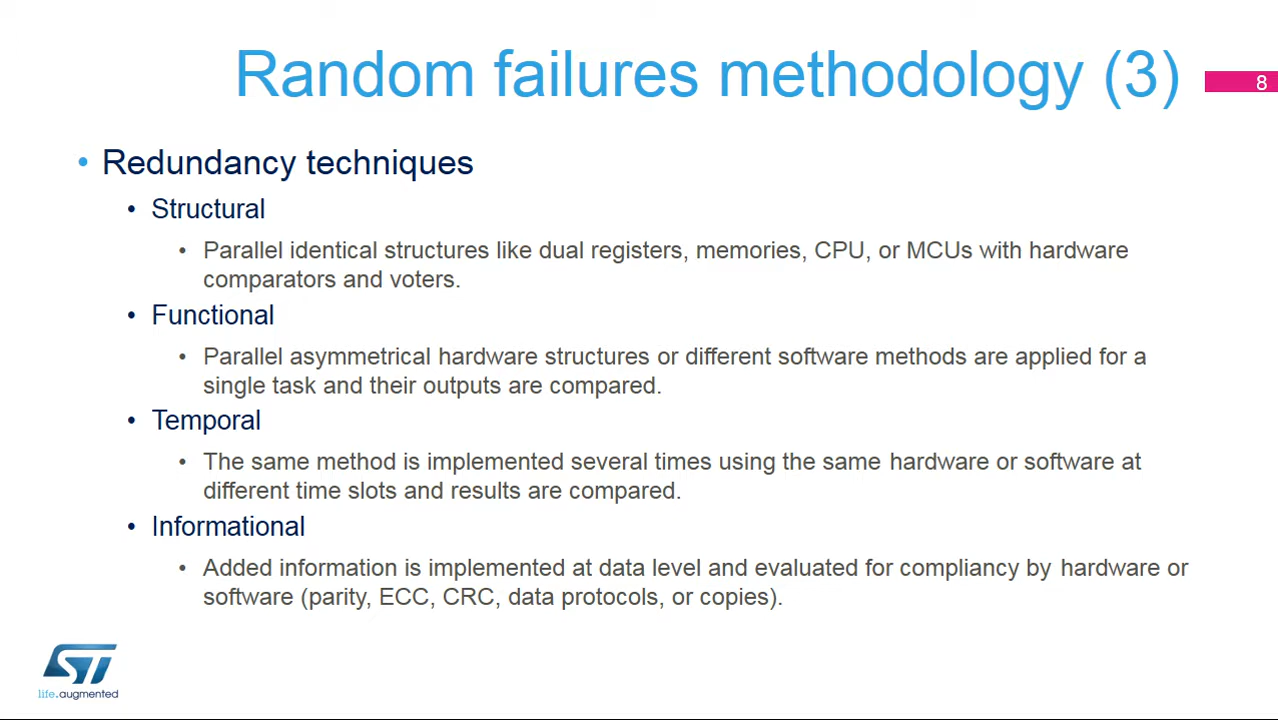 Random failures methodology (3)
8
• Redundancy techniques
• Structural
• Parallel identical structures like dual registers, memories, CPU, or MCUs with hardware
comparators and voters.
• Functional
• Parallel asymmetrical hardware structures or different software methods are applied for a
single task and their outputs are compared.
• Temporal
• The same method is implemented several times using the same hardware or software at
different time slots and results are compared.
• Informational
• Added information is implemented at data level and evaluated for compliancy by hardware or
software (parity, ECC, CRC, data protocols, or copies).
ST
life.augmented